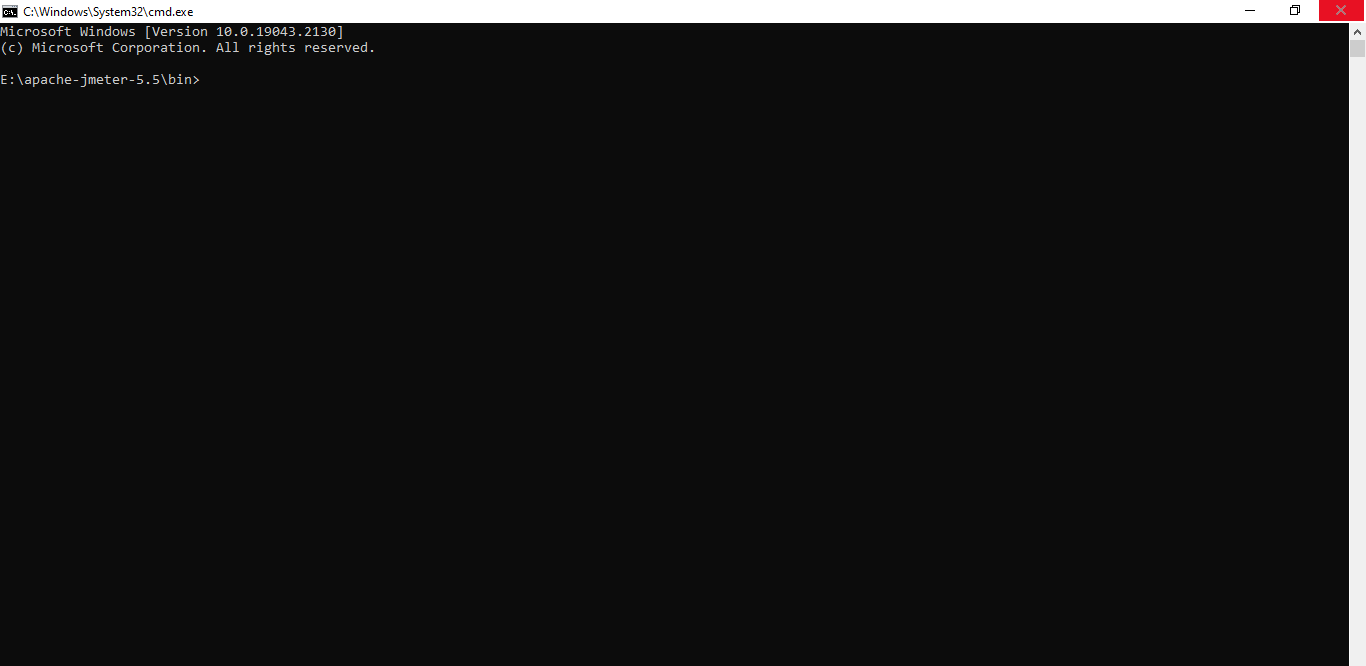 C:\Windows\System32\cmd.exe
Microsoft Windows [Version 10.0.19043.2130]
(c) Microsoft Corporation. All rights reserved.
E:\apache-jmeter-5.5\bin>